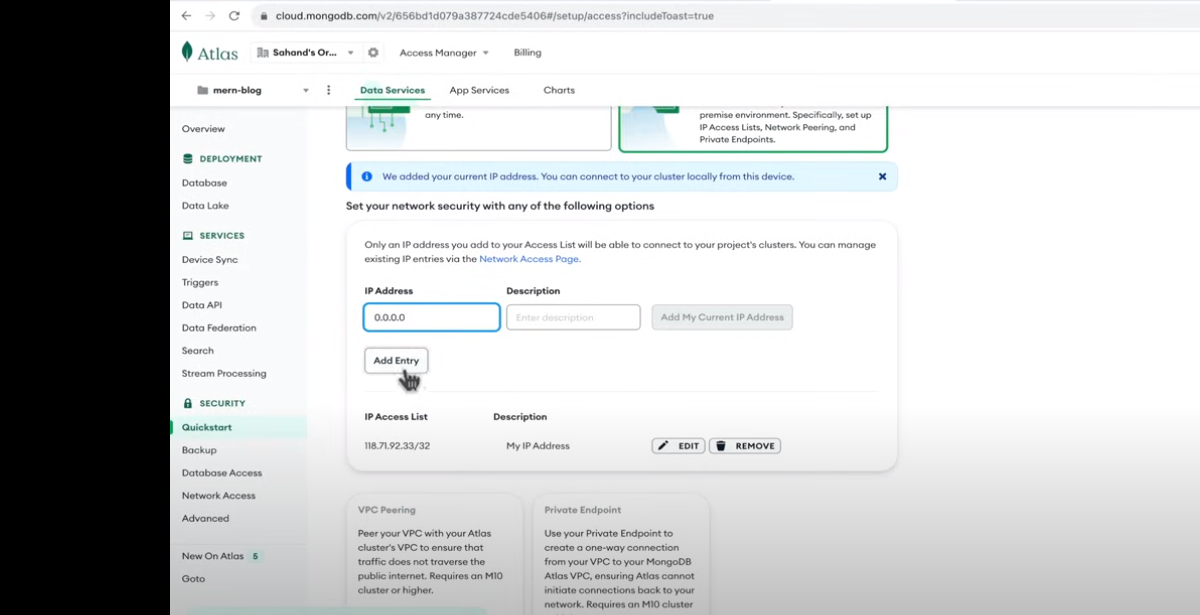 cloud.mongodb.com/v2/656bd1d079a387724cde5406#/setup/access?includeToast=true
Atlas
Sahand's Or...
Access Manager
Billing
mern-blog
Data Services
App Services
Charts
Overview
DEPLOYMENT
Database
Data Lake
SERVICES
Device Sync
Triggers
Data API
Data Federation
Search
Stream Processing
SECURITY
Quickstart
Backup
Database Access
Network Access
Advanced
New On Atlas 5
Goto
any time.
premise environment. Specifically, set up
IP Access Lists, Network Peering, and
Private Endpoints.
We added your current IP address. You can connect to your cluster locally from this device.
Set your network security with any of the following options
Only an IP address you add to your Access List will be able to connect to your project's clusters. You can manage
existing IP entries via the Network Access Page.
IP Address
Description
0.0.0.0
Enter description
Add My Current IP Address
Add Entry
IP Access List
Description
118.71.92.33/32
My IP Address
EDIT
REMOVE
VPC Peering
Peer your VPC with your Atlas
cluster's VPC to ensure that
traffic does not traverse the
public internet. Requires an M10
cluster or higher.
Private Endpoint
Use your Private Endpoint to
create a one-way connection
from your VPC to your MongoDB
Atlas VPC, ensuring Atlas cannot
initiate connections back to your
network. Requires an M10 cluster